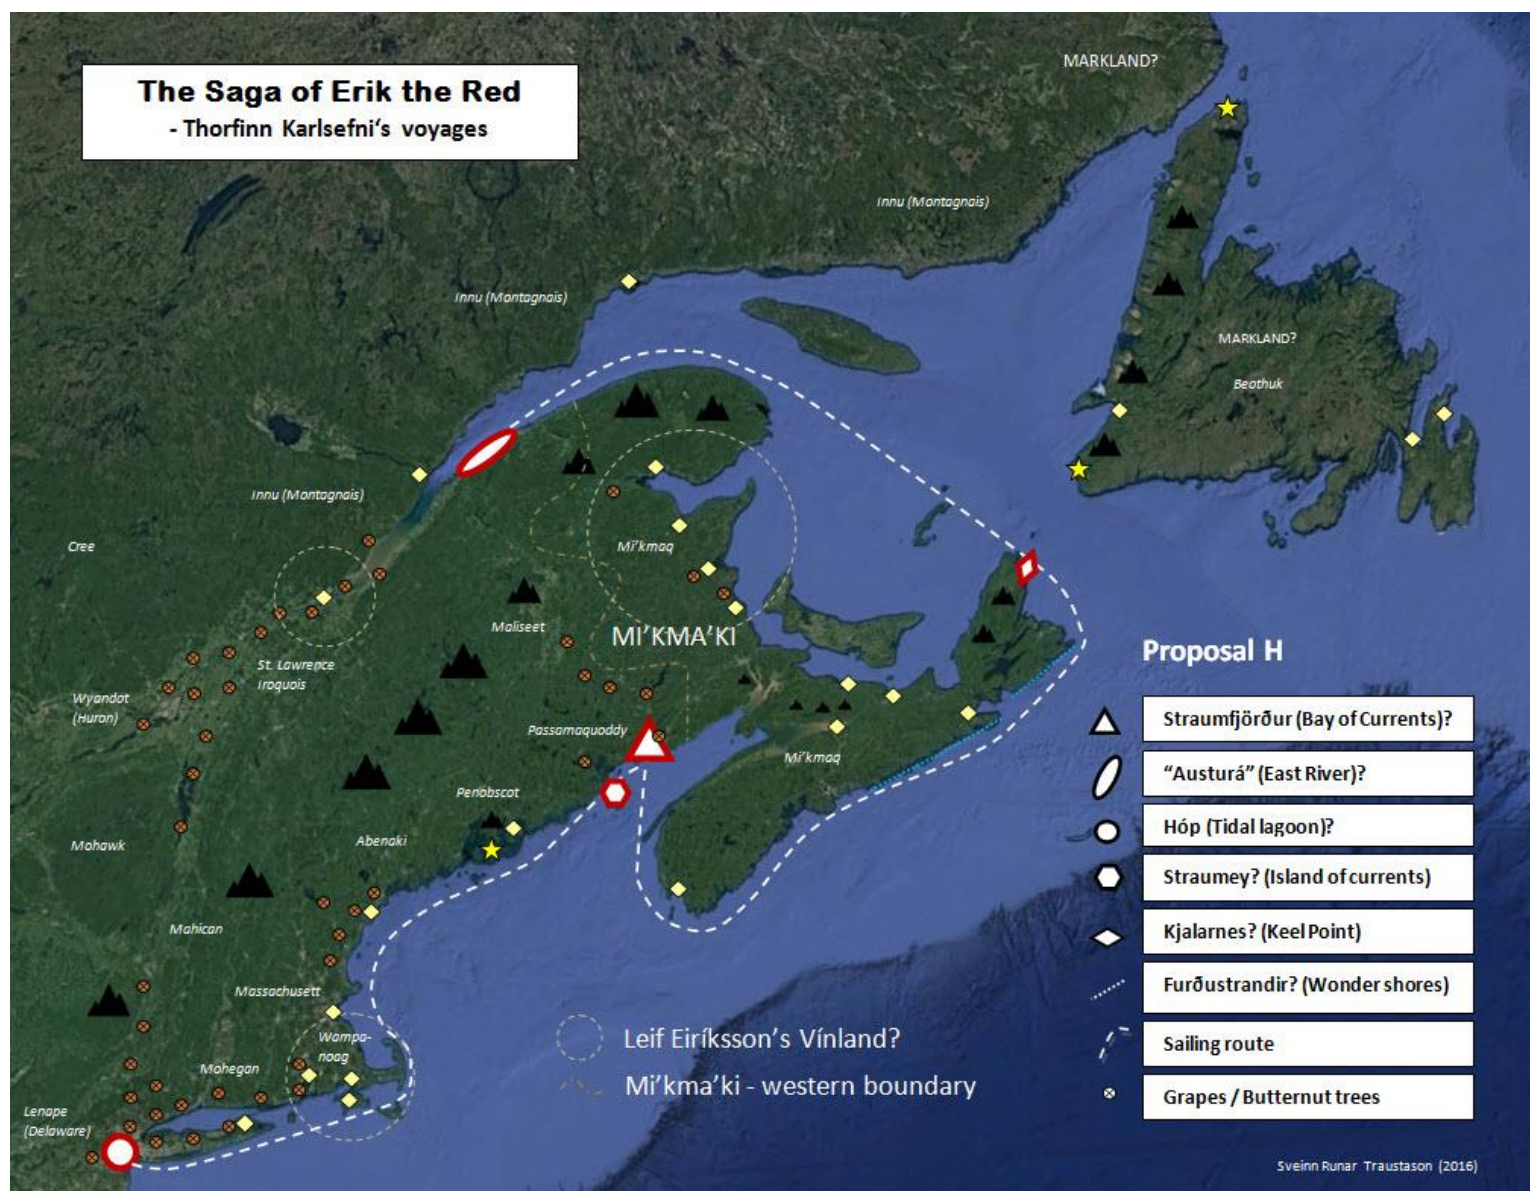 The Saga of Erik the Red
- Thorfinn Karlsefni‘s voyages
MARKLAND?
Innu (Montagnais)
Innu (Montagnais)
MARKLAND?
Beothuk
Innu (Montagnais)
Cree
Mi’kmaq
Maliseet
MI’KMA’KI
St. Lawrence
Iroquois
Wyandot
(Huron)
Passamaquoddy
Mi’kmaq
Penobscot
Abenaki
Mohawk
Mahican
Massachusett
Wampa-
noag
Mohegan
Lenape
(Delaware)
Leif Eiríksson’s Vínland?
Mi’kma’ki - western boundary
Proposal H
Straumfjörður (Bay of Currents)?
“Austurá” (East River)?
Hóp (Tidal lagoon)?
Straumey? (Island of currents)
Kjalarnes? (Keel Point)
Furðustrandir? (Wonder shores)
Sailing route
Grapes / Butternut trees
Sveinn Runar Traustason (2016)